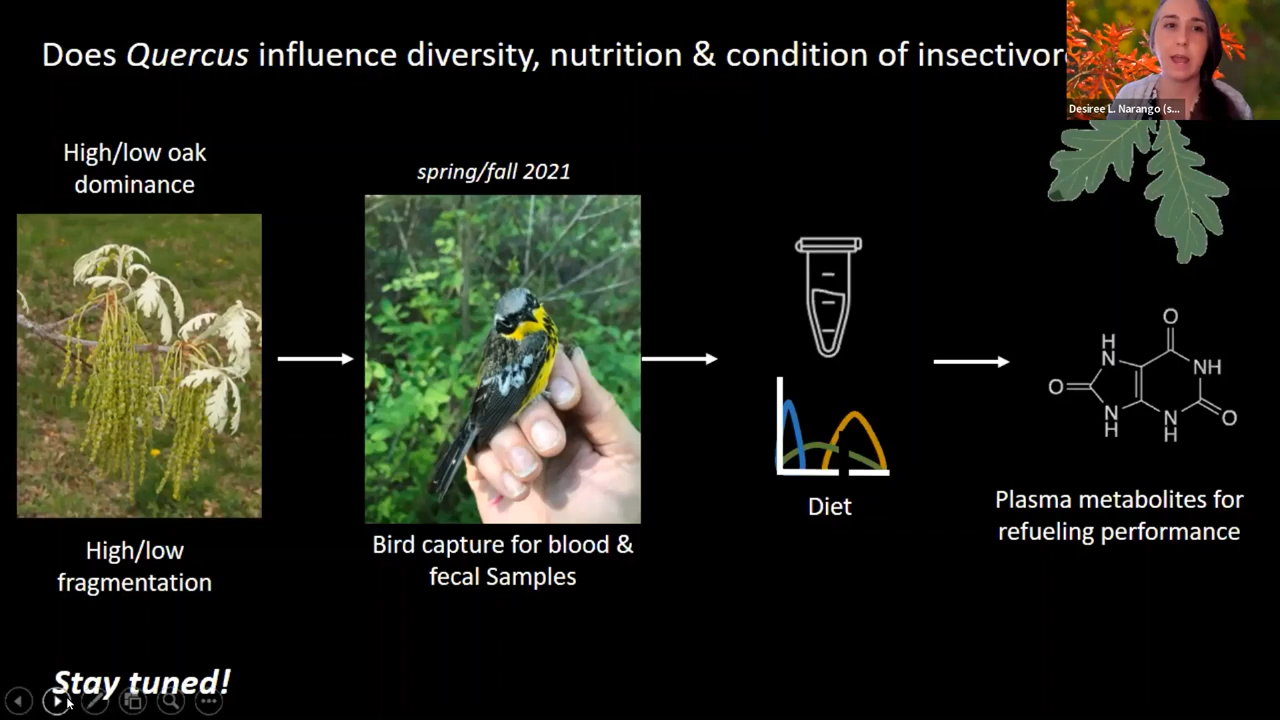 Does Quercus influence diversity, nutrition & condition of insectivor
Desiree L. Narango (s...
High/low oak
dominance
spring/fall 2021
High/low
fragmentation
Bird capture for blood &
fecal Samples
Diet
O
H
N
NH
O
N
H
N
H
O
Plasma metabolites for
refueling performance
Stay tuned!